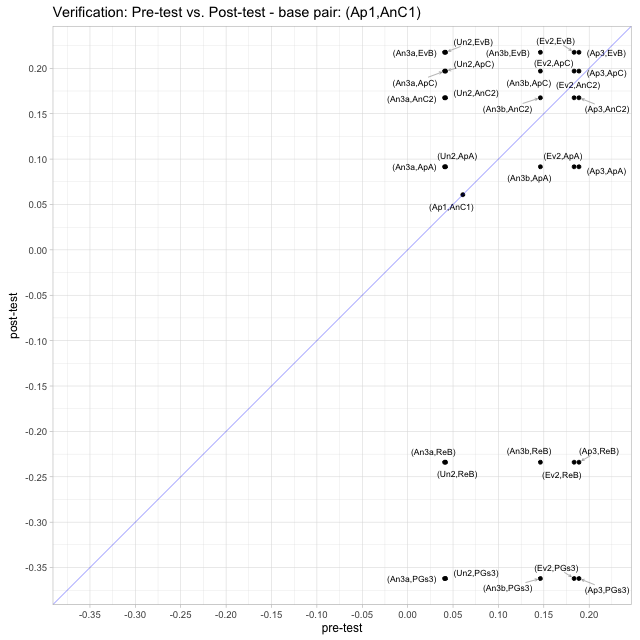 Verification: Pre-test vs. Post-test - base pair: (Ap1,AnC1)
(Un2,EvB)
(Ev2,EvB)
(An3a,EvB)
(An3b,EvB)
(Ap3,EvB)
(Un2,ApC)
(Ev2,ApC)
(Ap3,ApC)
(An3a,ApC)
(An3b,ApC)
(Ev2,AnC2)
(Un2,AnC2)
(An3a,AnC2)
(An3b,AnC2)
(Ap3,AnC2)
(Un2,ApA)
(Ev2,ApA)
(An3a,ApA)
(Ap3,ApA)
(An3b,ApA)
(Ap1,AnC1)
(An3a,ReB)
(An3b,ReB)
(Ap3,ReB)
(Un2,ReB)
(Ev2,ReB)
(Ev2,PGs3)
(Un2,PGs3)
(An3a,PGs3)
(An3b,PGs3)
(Ap3,PGs3)
0.20
0.15
0.10
0.05
0.00
-0.05
-0.10
-0.15
-0.20
-0.25
-0.30
-0.35
post-test
-0.35 -0.30 -0.25 -0.20 -0.15 -0.10 -0.05 0.00 0.05 0.10 0.15 0.20
pre-test